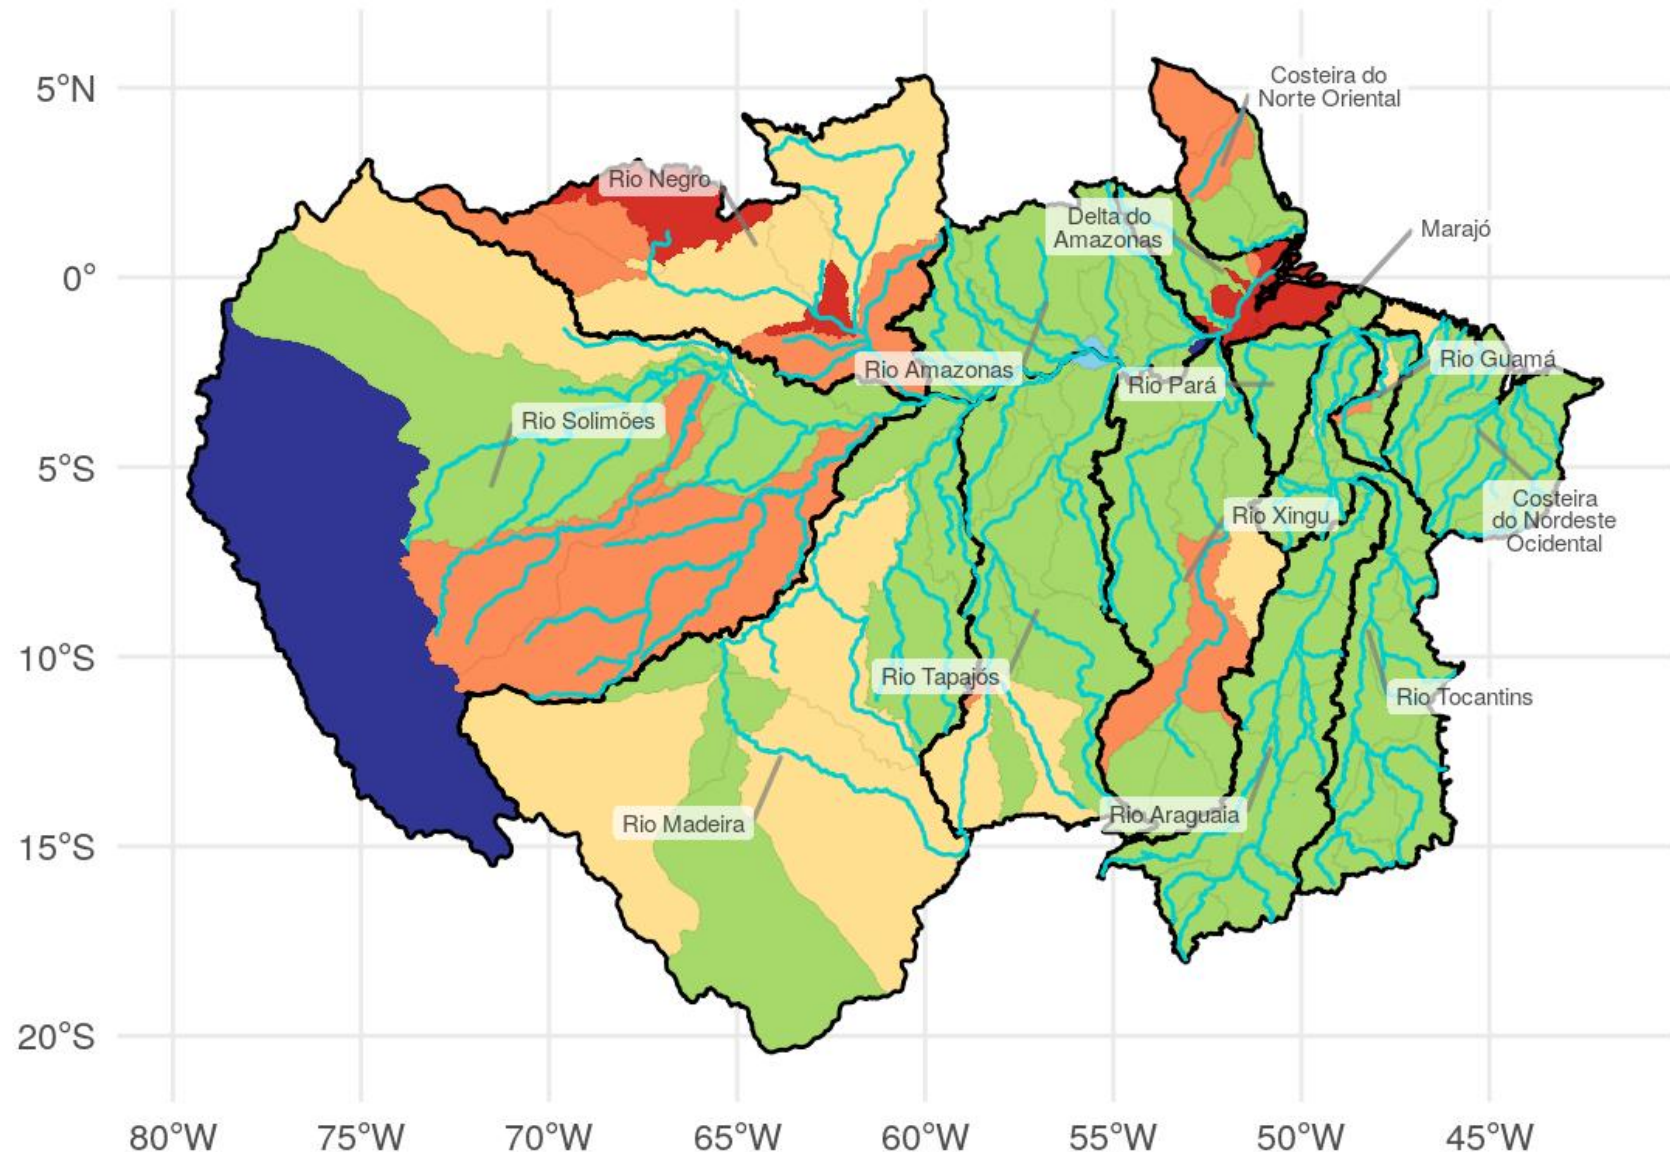 5°N
0°
5°S
10°S
15°S
20°S
Costeira do
Norte Oriental
Rio Negro
Delta do
Amazonas
Marajó
Rio Amazonas
Rio Pará
Rio Guamá
Rio Solimões
Rio Xingu
Costeira
do Nordeste
Ocidental
Rio Tapajós
Rio Tocantins
Rio Madeira
Rio Araguaia
80°W 75°W 70°W 65°W 60°W 55°W 50°W 45°W